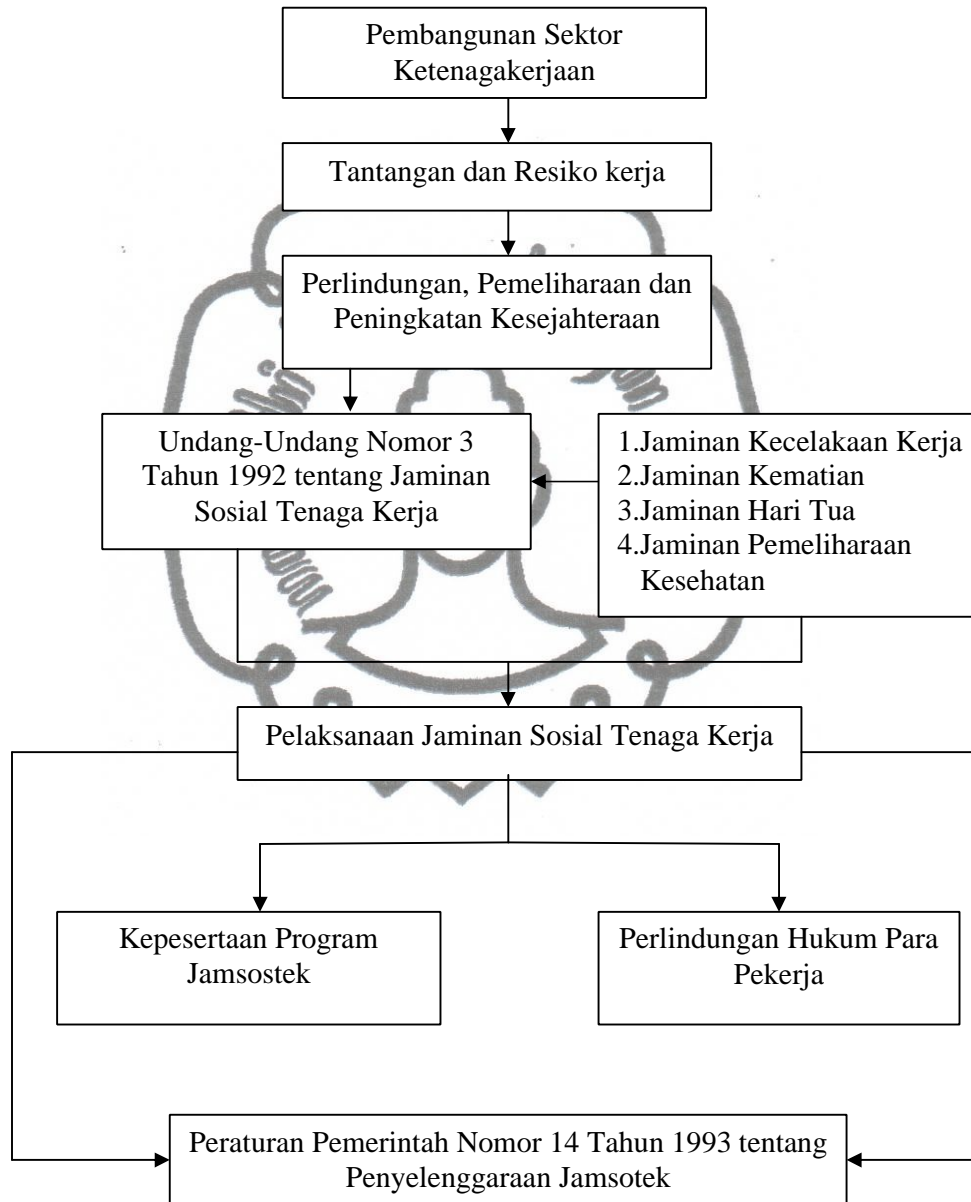 Pembangunan Sektor
Ketenagakerjaan
Tantangan dan Resiko kerja
Perlindungan, Pemeliharaan dan
Peningkatan Kesejahteraan
Undang-Undang Nomor 3
Tahun 1992 tentang Jaminan
Sosial Tenaga Kerja
1.Jaminan Kecelakaan Kerja
2.Jaminan Kematian
3.Jaminan Hari Tua
4.Jaminan Pemeliharaan
Kesehatan
Pelaksanaan Jaminan Sosial Tenaga Kerja
Kepesertaan Program
Jamsostek
Perlindungan Hukum Para
Pekerja
Peraturan Pemerintah Nomor 14 Tahun 1993 tentang
Penyelenggaraan Jamsotek